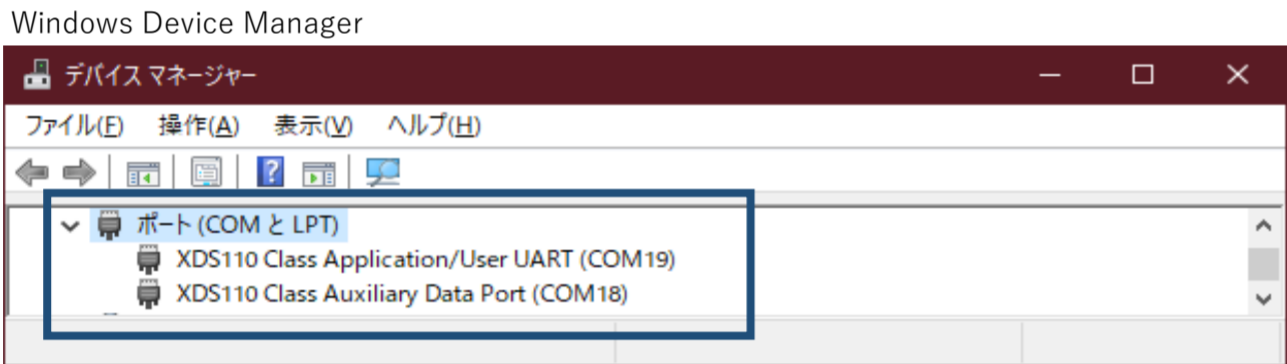 Windows Device Manager
デバイス マネージャー
ファイル(F) 操作(A) 表示(V) ヘルプ(H)
ポート (COM と LPT)
XDS110 Class Application/User UART (COM19)
XDS110 Class Auxiliary Data Port (COM18)